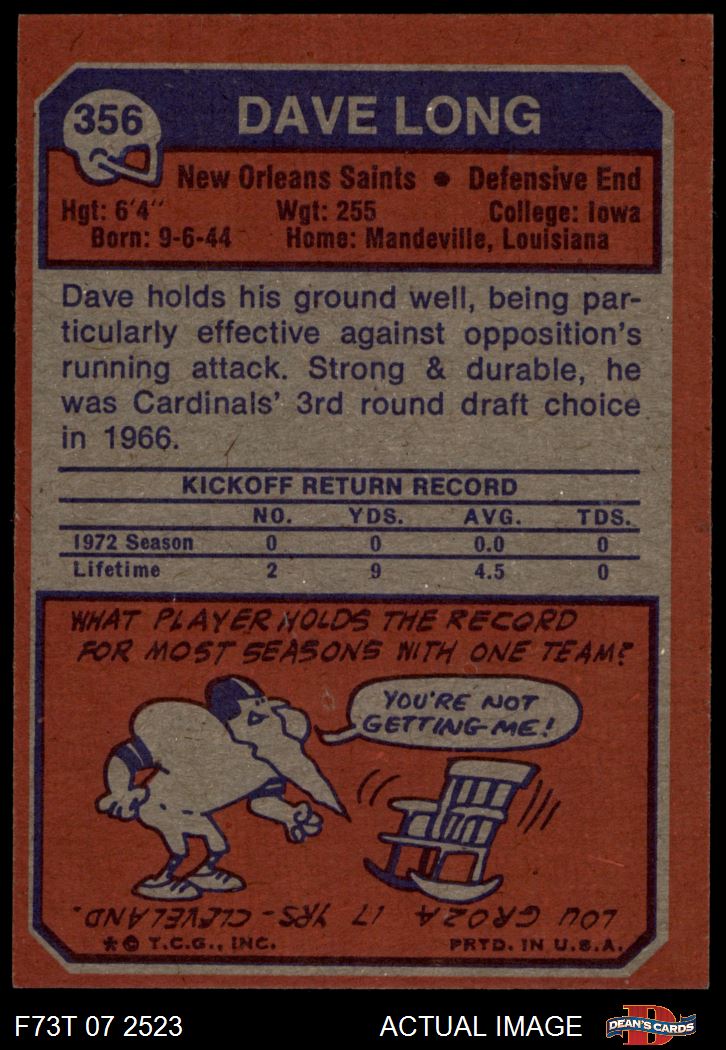 356
DAVE LONG
New Orleans Saints • Defensive End
Hgt: 6'4" Wgt: 255 College: Iowa
Born: 9-6-44 Home: Mandeville, Louisiana
Dave holds his ground well, being par-
ticularly effective against opposition's
running attack. Strong & durable, he
was Cardinals' 3rd round draft choice
in 1966.
KICKOFF RETURN RECORD
NO. YDS. AVG. TDS.
1972 Season 0 0 0.0 0
Lifetime 2 9 4.5 0
WHAT PLAYER HOLDS THE RECORD
FOR MOST SEASONS WITH ONE TEAM?
YOU'RE NOT
GETTING ME!
LOU GROZA 17 YRS-CLEVELAND.
*© T.C.G., INC. PRTD. IN U.S.A.
F73T 07 2523 ACTUAL IMAGE
D
DEAN'S CARDS